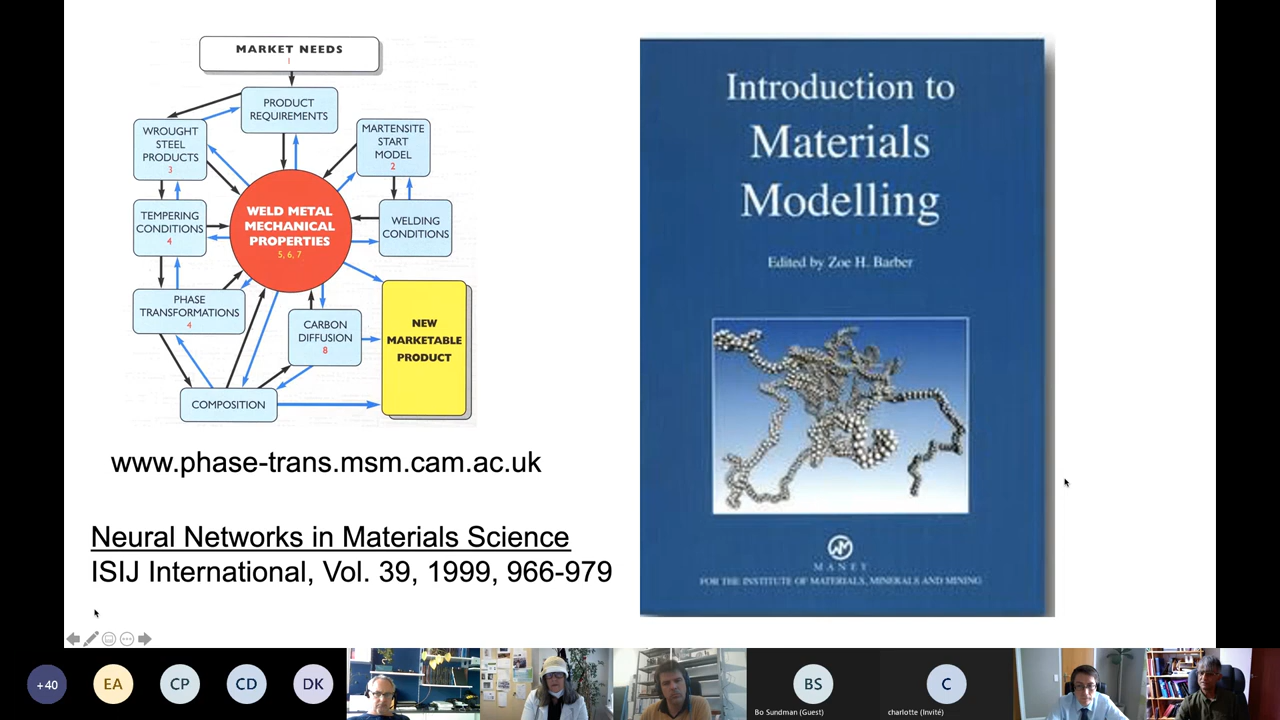 MARKET NEEDS
1
PRODUCT
REQUIREMENTS
WROUGHT
STEEL
PRODUCTS
3
MARTENSITE
START
MODEL
2
TEMPERING
CONDITIONS
4
WELD METAL
MECHANICAL
PROPERTIES
5, 6, 7
WELDING
CONDITIONS
PHASE
TRANSFORMATIONS
4
CARBON
DIFFUSION
8
NEW
MARKETABLE
PRODUCT
COMPOSITION
www.phase-trans.msm.cam.ac.uk
Neural Networks in Materials Science
ISIJ International, Vol. 39, 1999, 966-979
Introduction to
Materials
Modelling
Edited by Zoe H. Barber
MANEY
FOR THE INSTITUTE OF MATERIALS, MINERALS AND MINING
+40
EA
CP
CD
DK
BS
Bo Sundman (Guest)
C
charlotte (Invité)